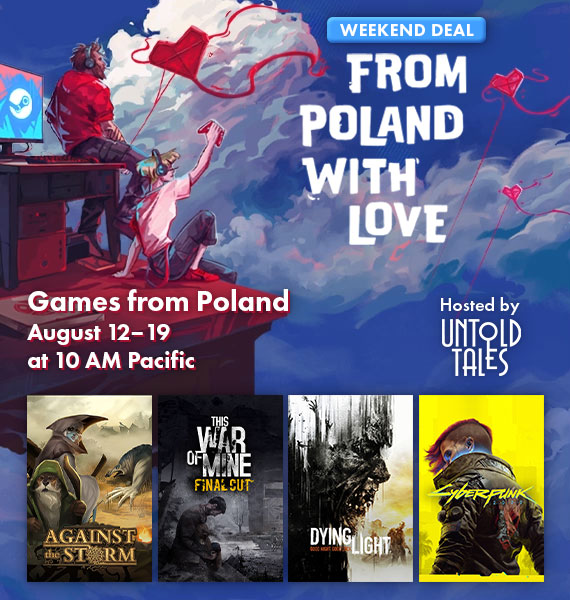 WEEKEND DEAL
FROM
POLAND
WITH
LOVE
Games from Poland
August 12–19
at 10 AM Pacific
Hosted by
UNTOLD
TALES
AGAINST
the STORM
THIS
WAR
OF MINE
FINAL CUT
DYING
LIGHT
Cyberpunk